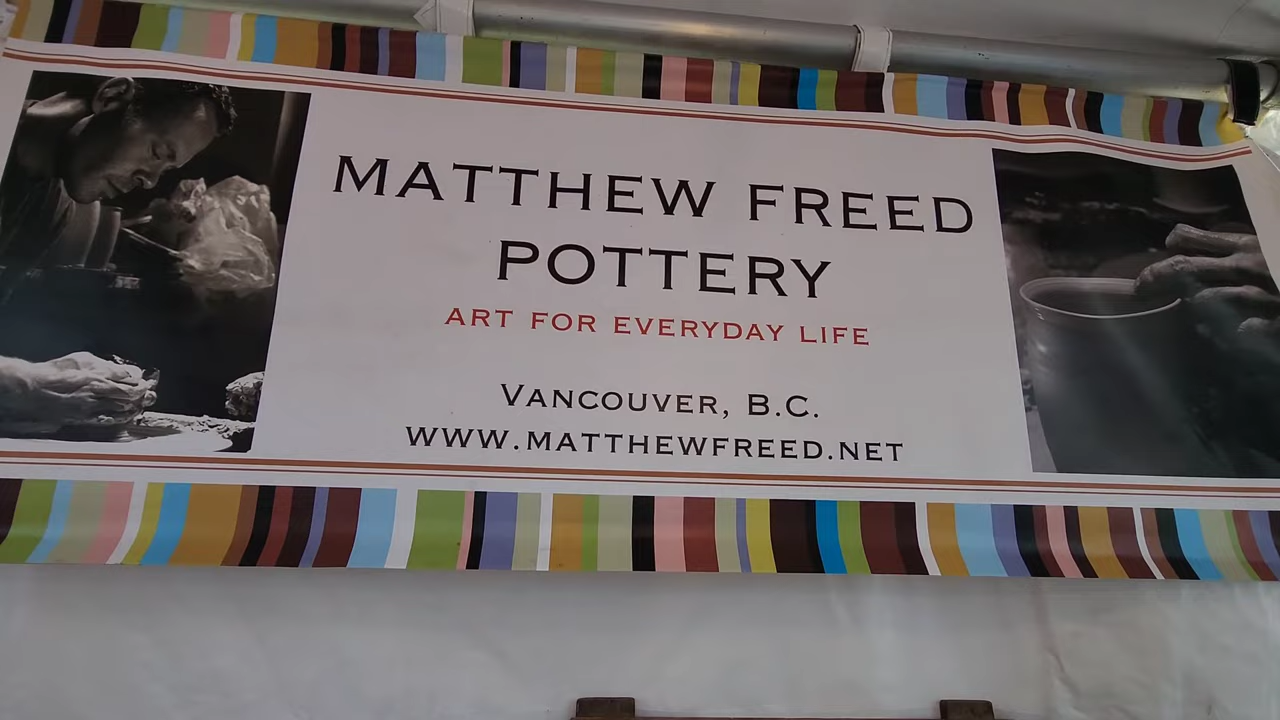 MATTHEW FREED
POTTERY
ART FOR EVERYDAY LIFE
VANCOUVER, B.C.
WWW.MATTHEWFREED.NET